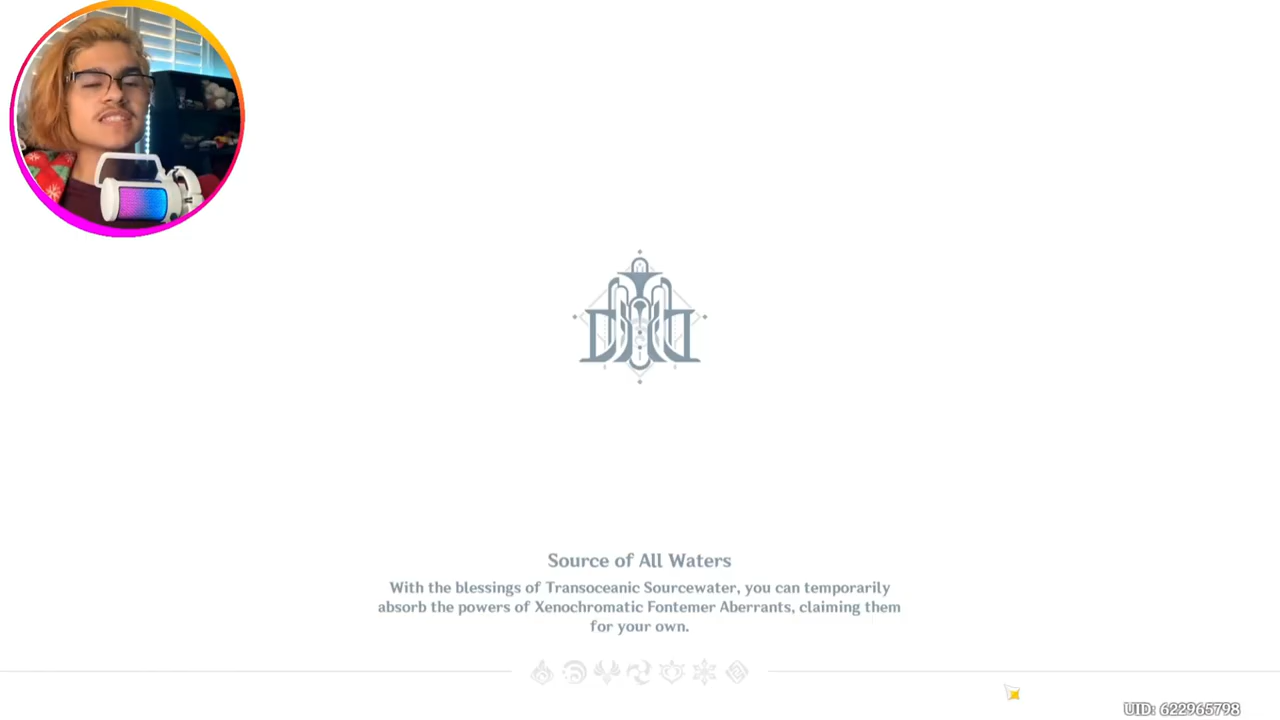 Source of All Waters
With the blessings of Transoceanic Sourcewater, you can temporarily
absorb the powers of Xenochromatic Fontemer Aberrants, claiming them
for your own.
UID: 622965798